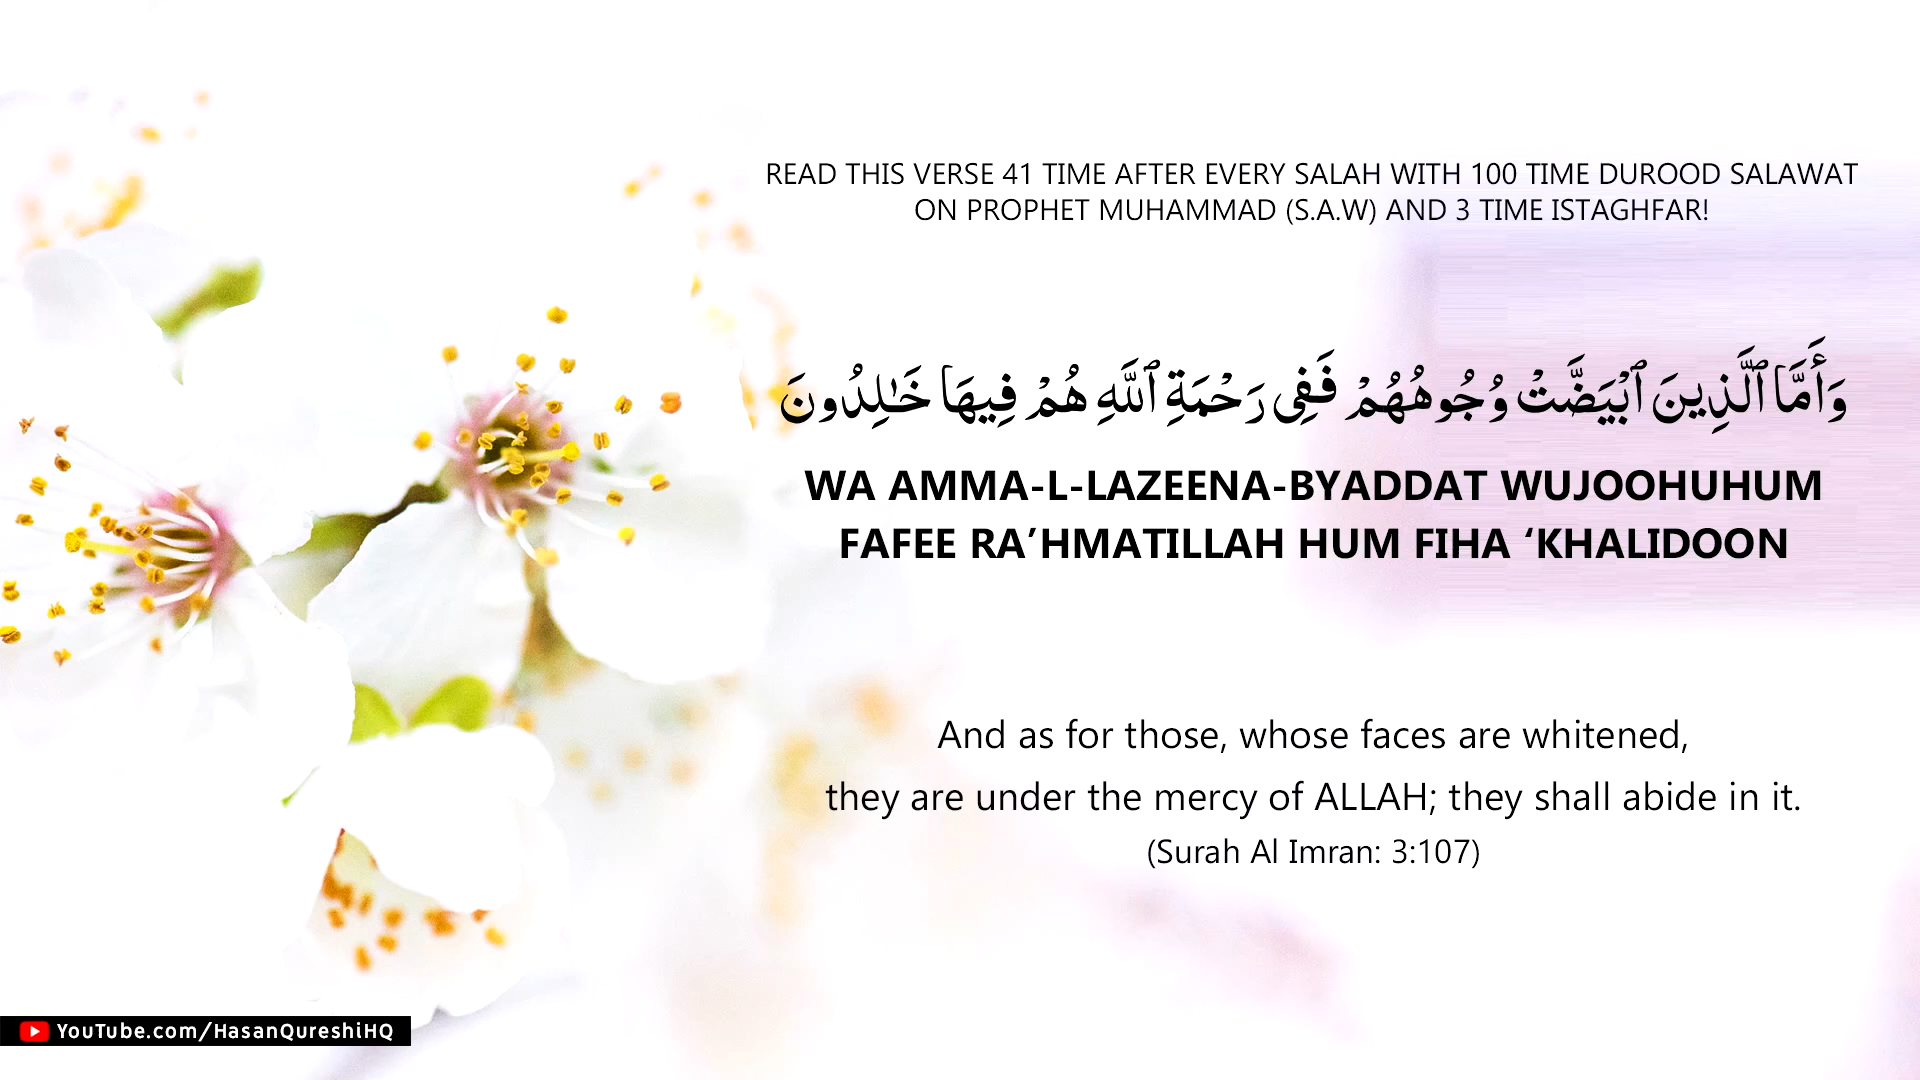 READ THIS VERSE 41 TIME AFTER EVERY SALAH WITH 100 TIME DUROOD SALAWAT
ON PROPHET MUHAMMAD (S.A.W) AND 3 TIME ISTAGHFAR!
وَأَمَّا ٱلَّذِينَ ٱبْيَضَّتْ وُجُوهُهُمْ فَفِى رَحْمَةِ ٱللَّهِ هُمْ فِيهَا خَـٰلِدُونَ
WA AMMA-L-LAZEENA-BYADDAT WUJOOHUHUM
FAFEE RA’HMATILLAH HUM FIHA ‘KHALIDOON
And as for those, whose faces are whitened,
they are under the mercy of ALLAH; they shall abide in it.
(Surah Al Imran: 3:107)
YouTube.com/HasanQureshiHQ